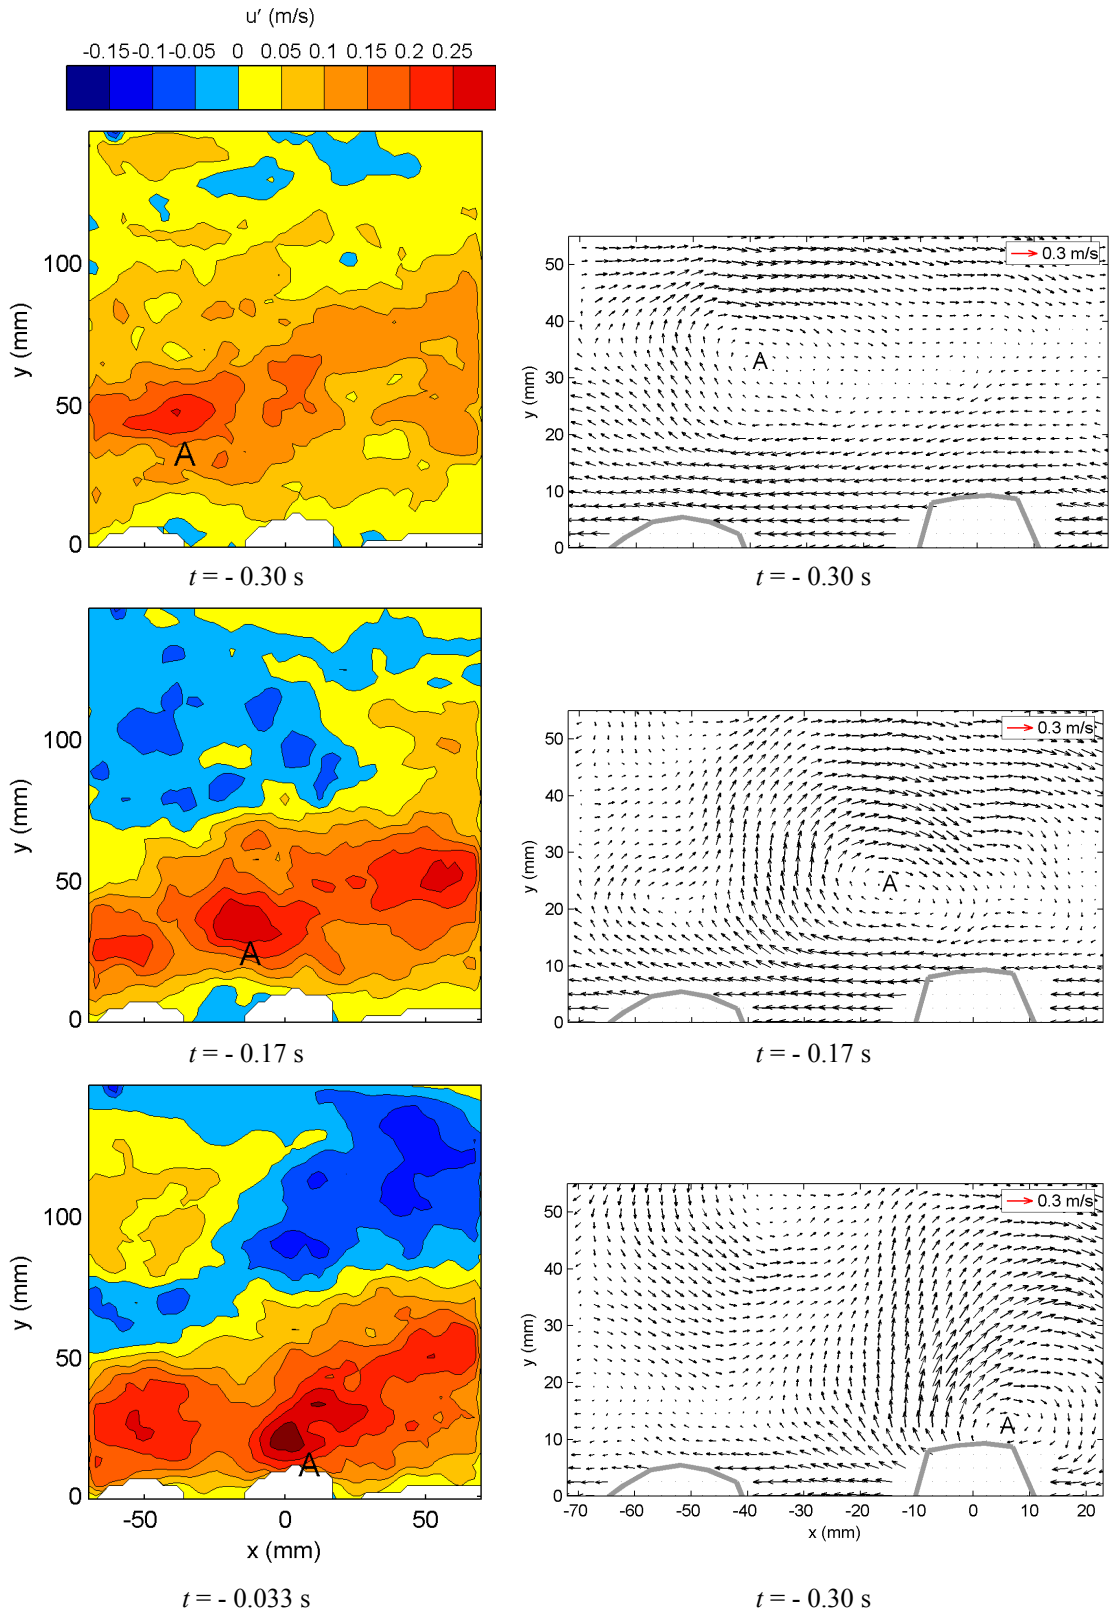 u′ (m/s)
-0.15 -0.1 -0.05 0 0.05 0.1 0.15 0.2 0.25
y (mm)
100
50
0
A
t = - 0.30 s
y (mm)
50
40
30
20
10
0
0.3 m/s
A
t = - 0.30 s
y (mm)
100
50
0
A
t = - 0.17 s
y (mm)
50
40
30
20
10
0
0.3 m/s
A
t = - 0.17 s
y (mm)
100
50
0
A
-50 0 50
x (mm)
t = - 0.033 s
y (mm)
50
40
30
20
10
0
0.3 m/s
A
-70 -60 -50 -40 -30 -20 -10 0 10 20
x (mm)
t = - 0.30 s